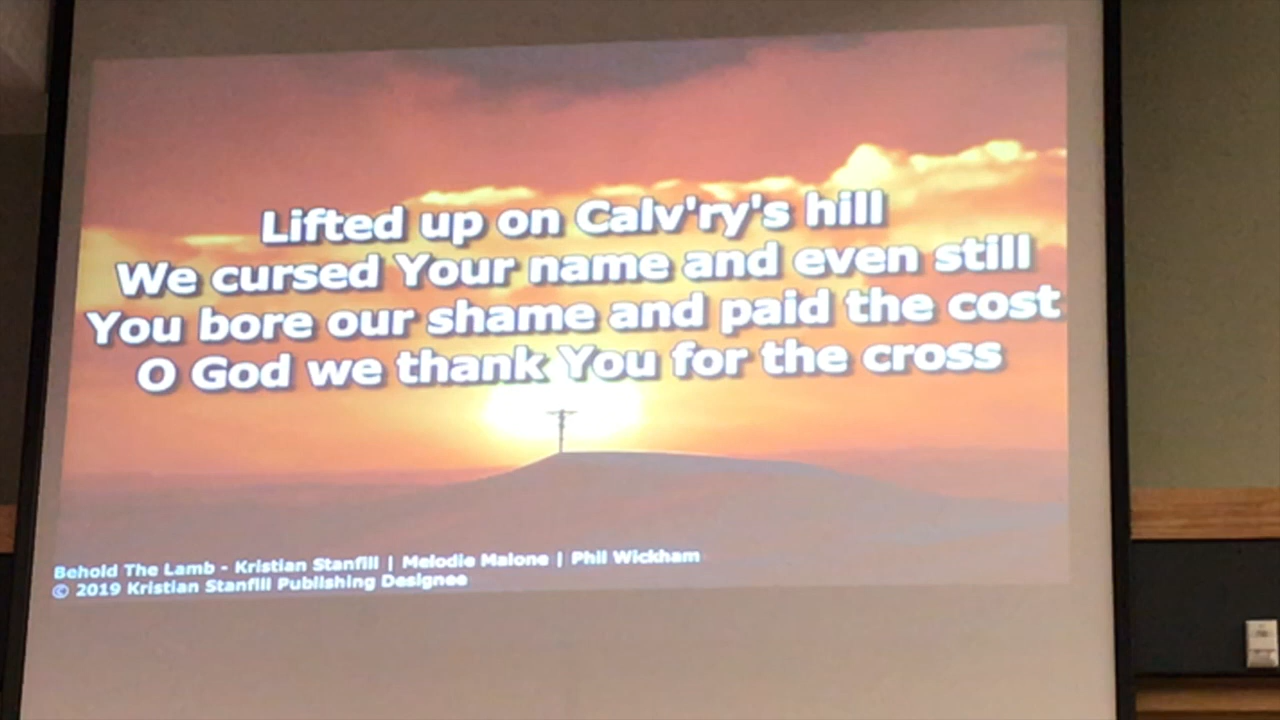 Lifted up on Calv'ry's hill
We cursed Your name and even still
You bore our shame and paid the cost
O God we thank You for the cross
Behold The Lamb - Kristian Stanfill | Melodie Malone | Phil Wickham
© 2019 Kristian Stanfill Publishing Designee